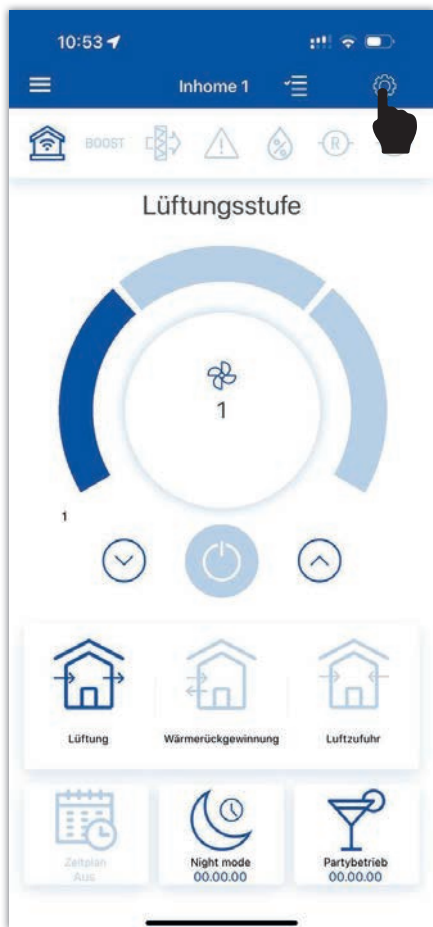 10:53
Inhome 1
BOOST
R
Lüftungsstufe
1
1
Lüftung Wärmerückgewinnung Luftzufuhr
Zeitplan Night mode Partybetrieb
Aus 00.00.00 00.00.00